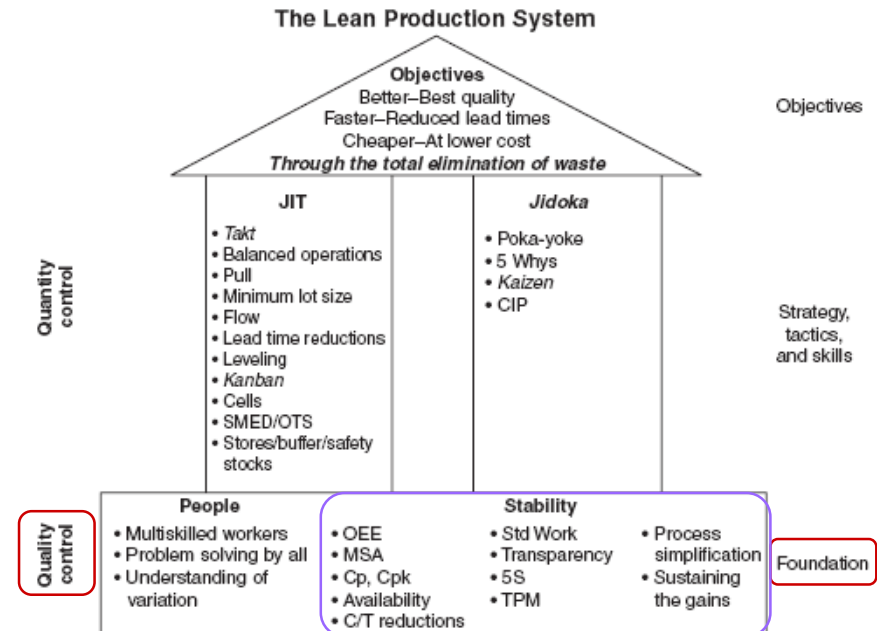 The Lean Production System
Objectives
Better–Best quality
Faster–Reduced lead times
Cheaper–At lower cost
Through the total elimination of waste
Objectives
Quantity
control
JIT
• Takt
• Balanced operations
• Pull
• Minimum lot size
• Flow
• Lead time reductions
• Leveling
• Kanban
• Cells
• SMED/OTS
• Stores/buffer/safety
stocks
Jidoka
• Poka-yoke
• 5 Whys
• Kaizen
• CIP
Strategy,
tactics,
and skills
Quality
control
People
• Multiskilled workers
• Problem solving by all
• Understanding of
variation
Stability
• OEE
• MSA
• Cp, Cpk
• Availability
• C/T reductions
• Std Work
• Transparency
• 5S
• TPM
• Process
simplification
• Sustaining
the gains
Foundation